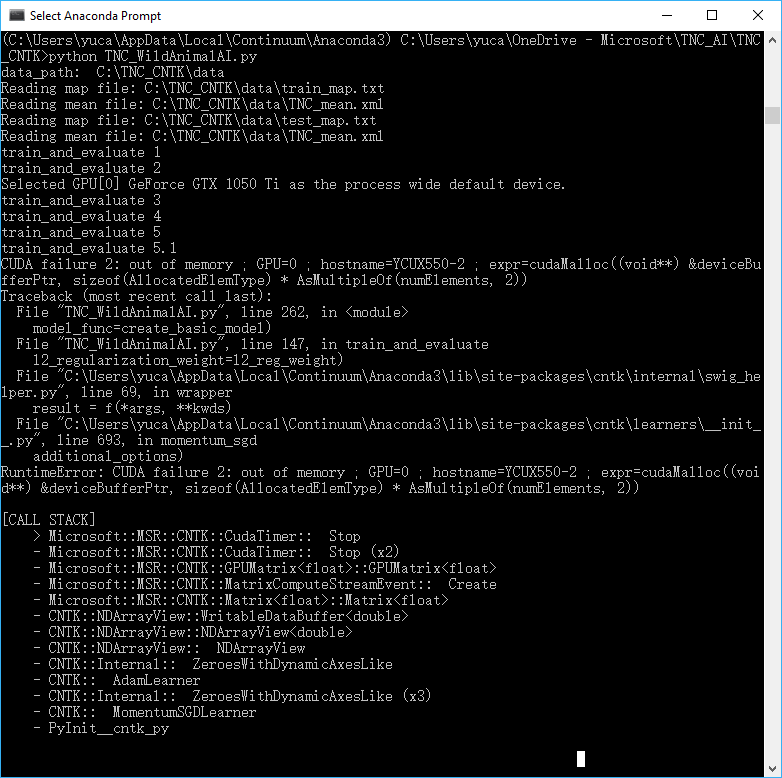 Select Anaconda Prompt
(C:\Users\yuca\AppData\Local\Continuum\Anaconda3) C:\Users\yuca\OneDrive - Microsoft\TNC_AI\TNC
_CNTK>python TNC_WildAnimalAI.py
data_path:  C:\TNC_CNTK\data
Reading map file: C:\TNC_CNTK\data\train_map.txt
Reading mean file: C:\TNC_CNTK\data\TNC_mean.xml
Reading map file: C:\TNC_CNTK\data\test_map.txt
Reading mean file: C:\TNC_CNTK\data\TNC_mean.xml
train_and_evaluate 1
train_and_evaluate 2
Selected GPU[0] GeForce GTX 1050 Ti as the process wide default device.
train_and_evaluate 3
train_and_evaluate 4
train_and_evaluate 5
train_and_evaluate 5.1
CUDA failure 2: out of memory ; GPU=0 ; hostname=YCUX550-2 ; expr=cudaMalloc((void**) &deviceBu
fferPtr, sizeof(AllocatedElemType) * AsMultipleOf(numElements, 2))
Traceback (most recent call last):
  File "TNC_WildAnimalAI.py", line 262, in <module>
    model_func=create_basic_model)
  File "TNC_WildAnimalAI.py", line 147, in train_and_evaluate
    l2_regularization_weight=l2_reg_weight)
  File "C:\Users\yuca\AppData\Local\Continuum\Anaconda3\lib\site-packages\cntk\internal\swig_he
lper.py", line 69, in wrapper
    result = f(*args, **kwds)
  File "C:\Users\yuca\AppData\Local\Continuum\Anaconda3\lib\site-packages\cntk\learners\__init_
_.py", line 693, in momentum_sgd
    additional_options)
RuntimeError: CUDA failure 2: out of memory ; GPU=0 ; hostname=YCUX550-2 ; expr=cudaMalloc((voi
d**) &deviceBufferPtr, sizeof(AllocatedElemType) * AsMultipleOf(numElements, 2))
[CALL STACK]
    > Microsoft::MSR::CNTK::CudaTimer::  Stop
    - Microsoft::MSR::CNTK::CudaTimer::  Stop (x2)
    - Microsoft::MSR::CNTK::GPUMatrix<float>::GPUMatrix<float>
    - Microsoft::MSR::CNTK::MatrixComputeStreamEvent::  Create
    - Microsoft::MSR::CNTK::Matrix<float>::Matrix<float>
    - CNTK::NDArrayView::WritableDataBuffer<double>
    - CNTK::NDArrayView::NDArrayView<double>
    - CNTK::NDArrayView::  NDArrayView
    - CNTK::Internal::  ZeroesWithDynamicAxesLike
    - CNTK::  AdamLearner
    - CNTK::Internal::  ZeroesWithDynamicAxesLike (x3)
    - CNTK::  MomentumSGDLearner
    - PyInit__cntk_py